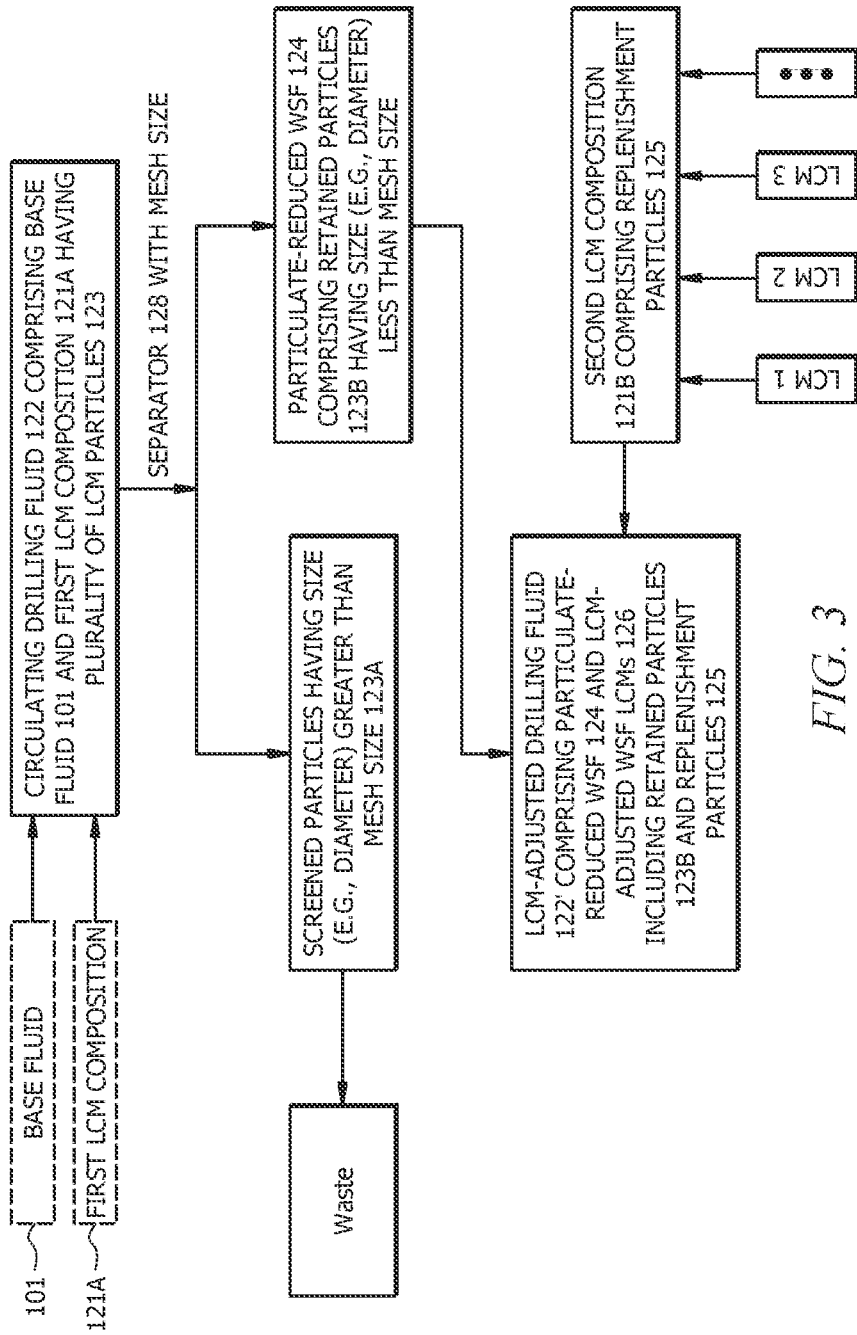 101
BASE FLUID
121A
FIRST LCM COMPOSITION
CIRCULATING DRILLING FLUID 122 COMPRISING BASE
FLUID 101 AND FIRST LCM COMPOSITION 121A HAVING
PLURALITY OF LCM PARTICLES 123
SEPARATOR 128 WITH MESH SIZE
SCREENED PARTICLES HAVING SIZE
(E.G., DIAMETER) GREATER THAN
MESH SIZE 123A
PARTICULATE-REDUCED WSF 124
COMPRISING RETAINED PARTICLES
123B HAVING SIZE (E.G., DIAMETER)
LESS THAN MESH SIZE
Waste
LCM-ADJUSTED DRILLING FLUID
122' COMPRISING PARTICULATE-
REDUCED WSF 124 AND LCM-
ADJUSTED WSF LCMs 126
INCLUDING RETAINED PARTICLES
123B AND REPLENISHMENT
PARTICLES 125
SECOND LCM COMPOSITION
121B COMPRISING REPLENISHMENT
PARTICLES 125
LCM 1
LCM 2
LCM 3
•••
FIG. 3